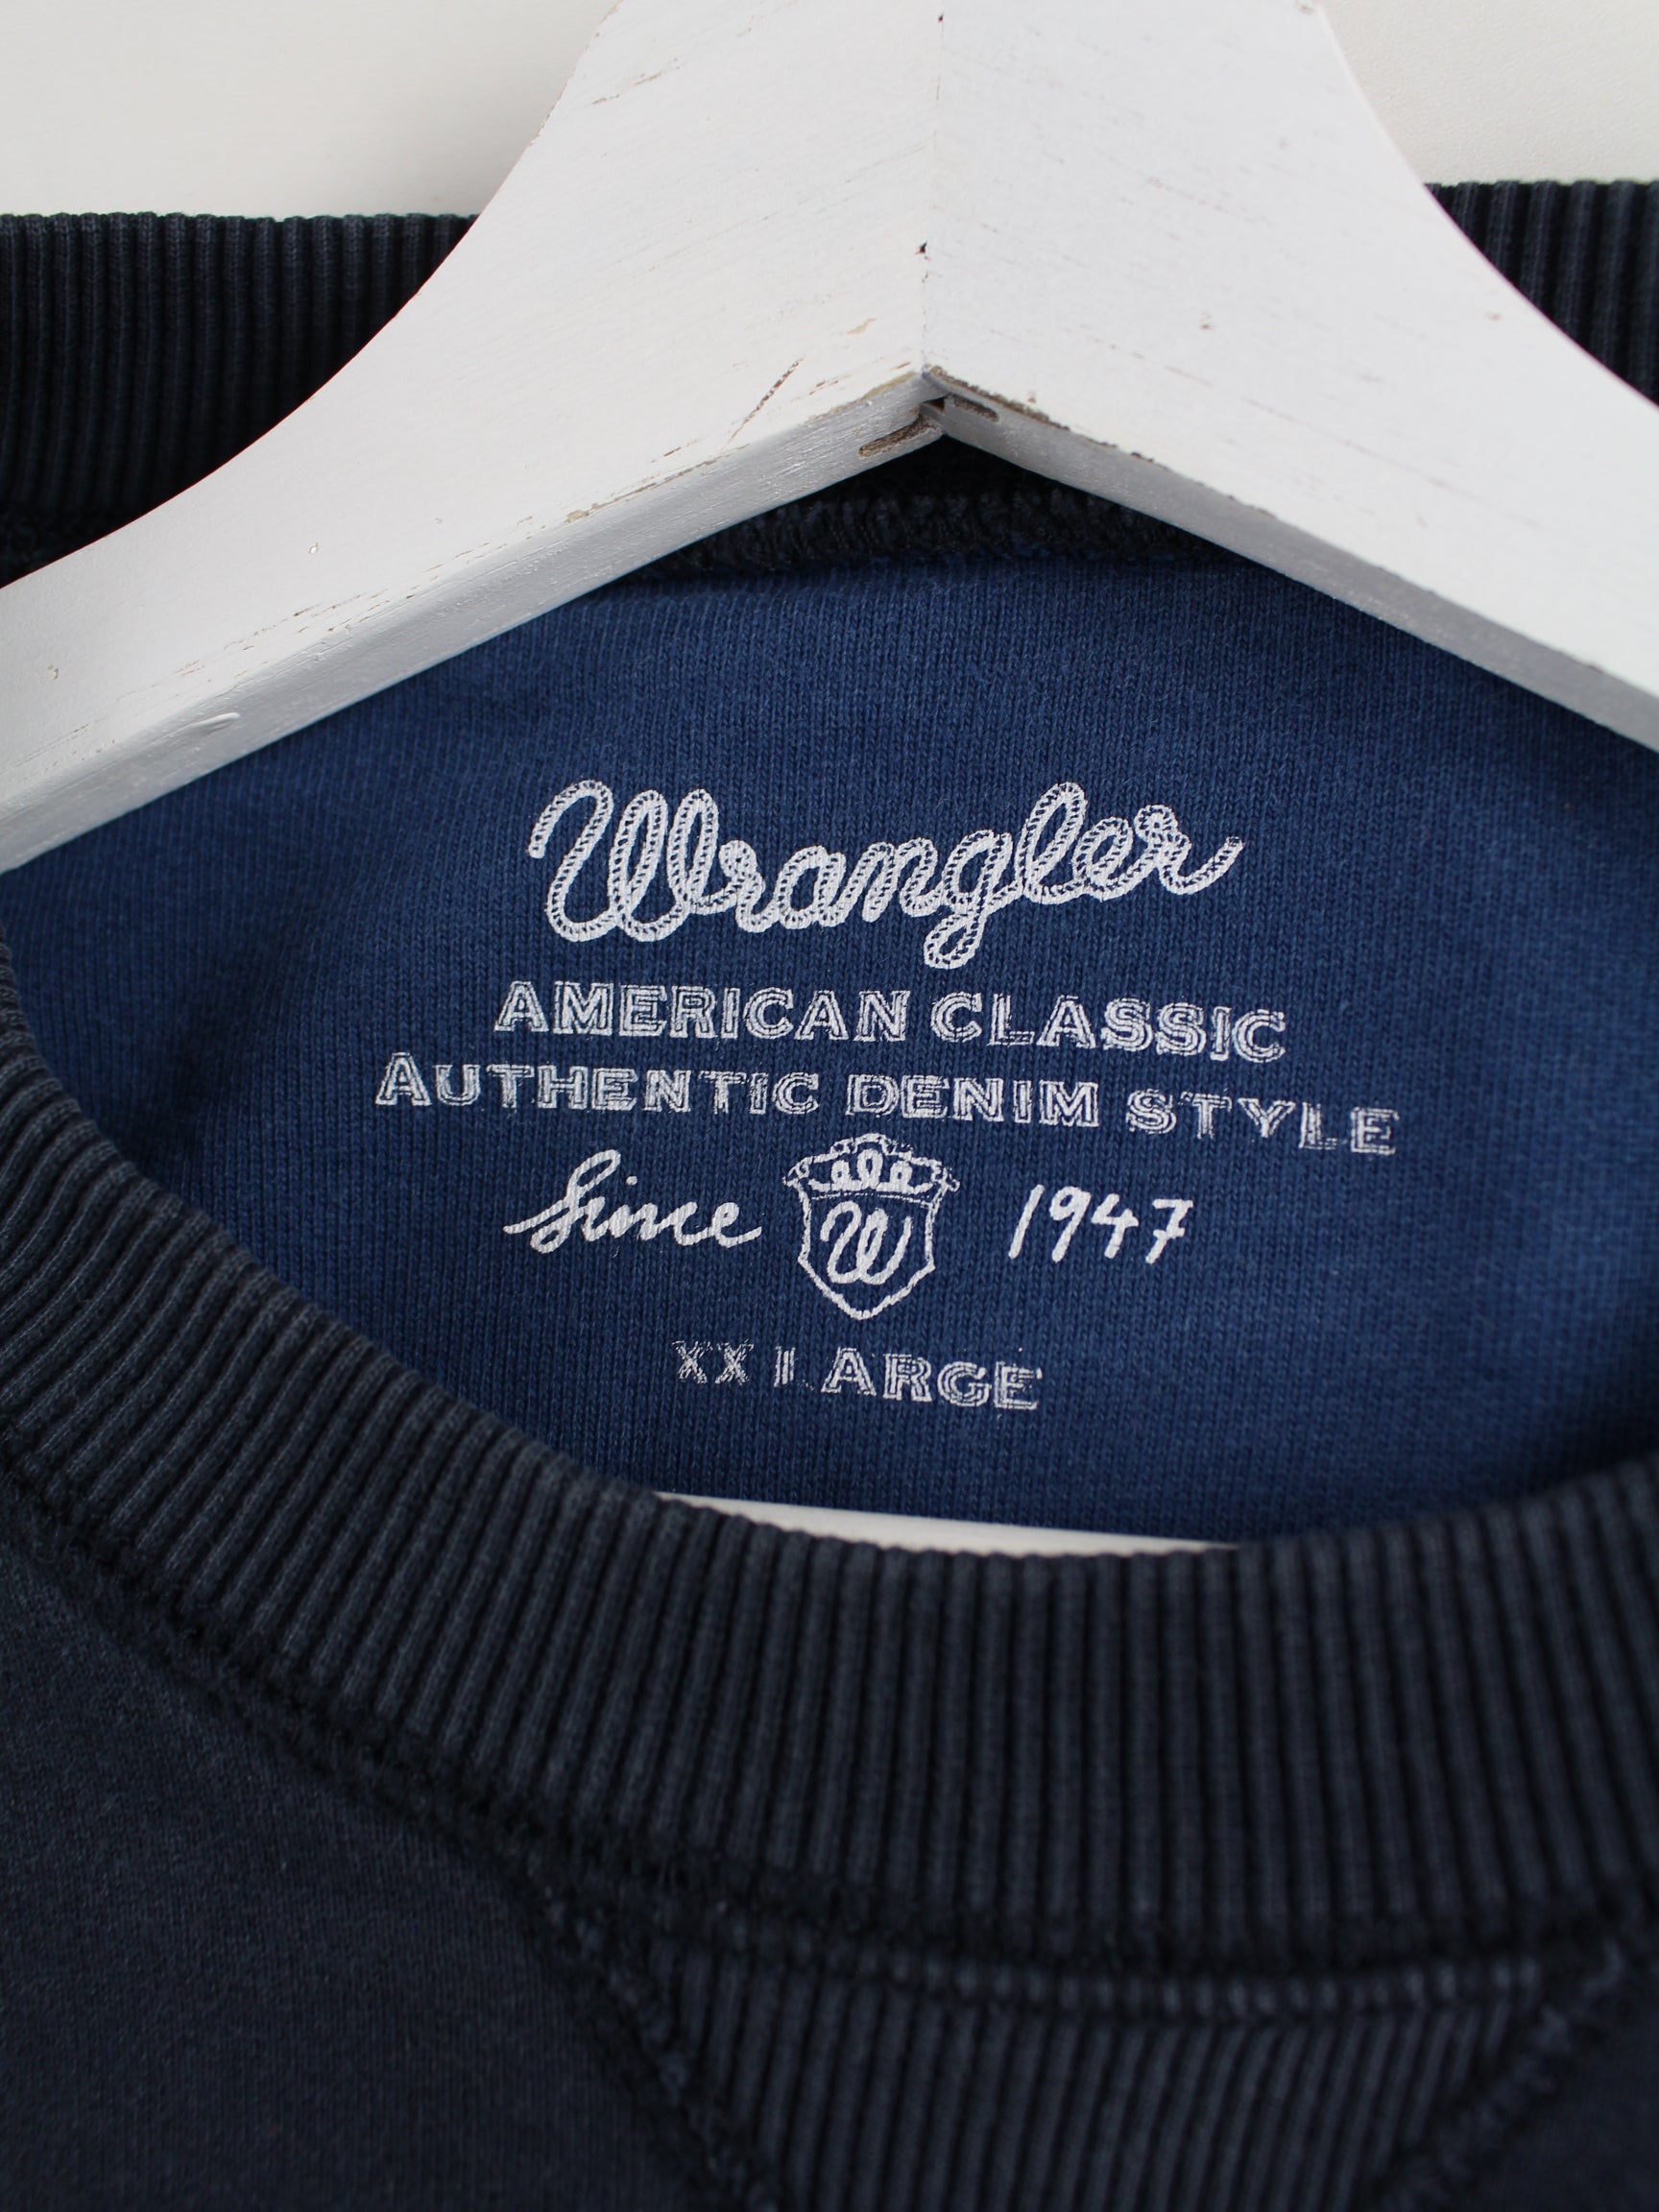 Wrangler
AMERICAN CLASSIC
AUTHENTIC DENIM STYLE
Since W 1947
XX LARGE